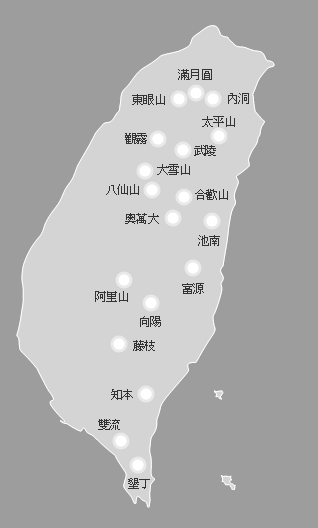 滿月圓
東眼山
內洞
太平山
觀霧
武陵
大雪山
八仙山
合歡山
奧萬大
池南
富源
阿里山
向陽
藤枝
知本
雙流
墾丁